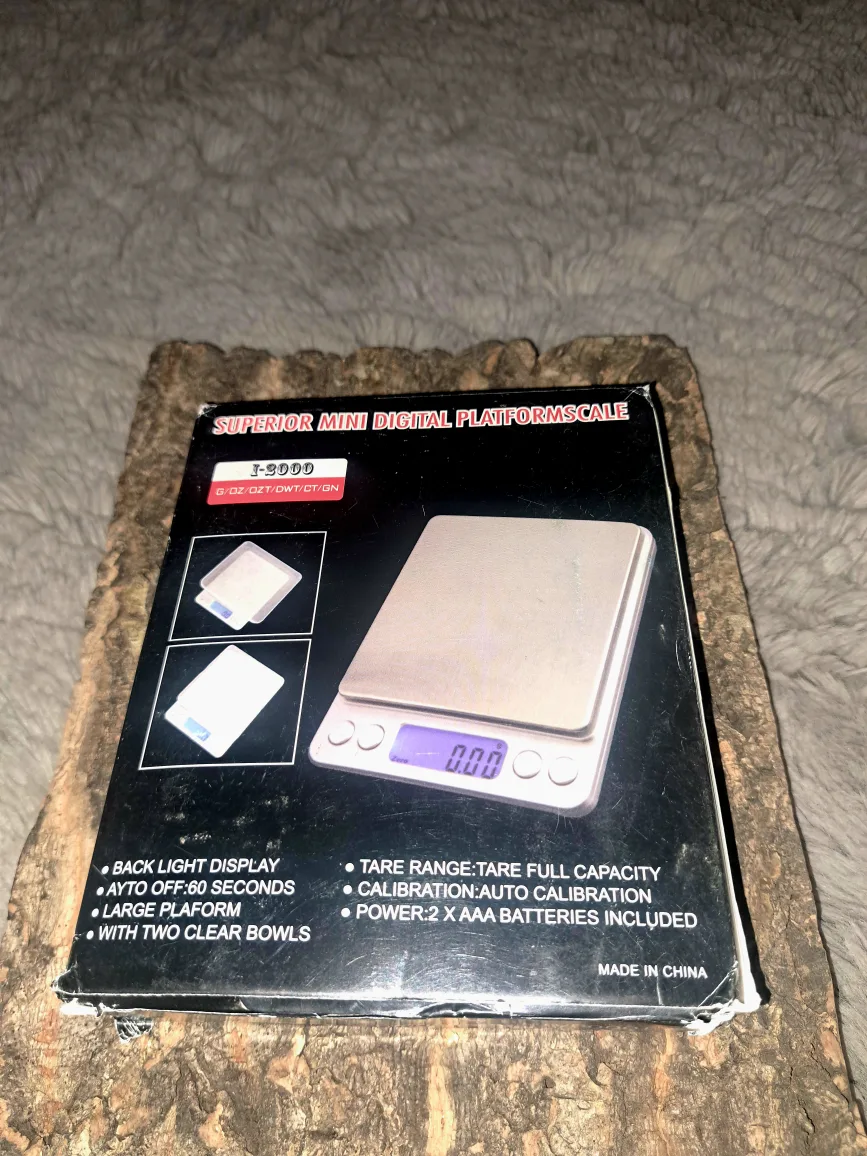 SUPERIOR MINI DIGITAL PLATFORMSCALE
I-2000
G/OZ/OZT/DWT/CT/GN
0.00
• BACK LIGHT DISPLAY
• AYTO OFF:60 SECONDS
• LARGE PLAFORM
• WITH TWO CLEAR BOWLS
• TARE RANGE:TARE FULL CAPACITY
• CALIBRATION:AUTO CALIBRATION
• POWER:2 X AAA BATTERIES INCLUDED
MADE IN CHINA